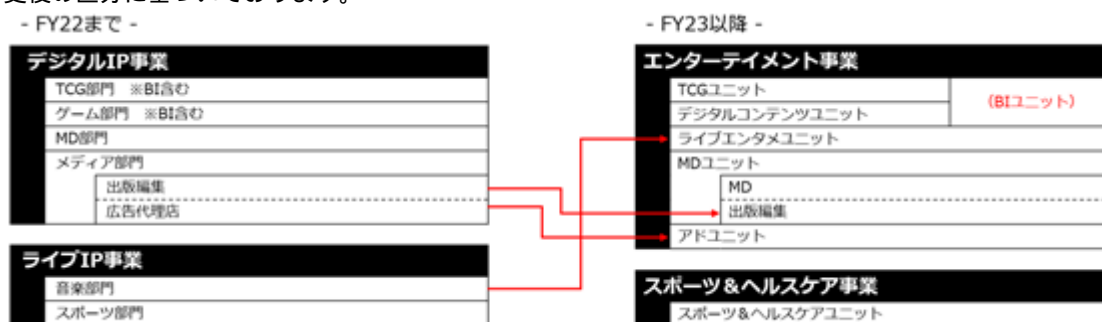 変後の区分に基づいております。
- FY22まで -
デジタルIP事業
TCG部門 ※BI含む
ゲーム部門 ※BI含む
MD部門
メディア部門
出版編集
広告代理店
ライブIP事業
音楽部門
スポーツ部門
- FY23以降 -
エンターテイメント事業
TCGユニット
デジタルコンテンツユニット
(BIユニット)
ライブエンタメユニット
MDユニット
MD
出版編集
アドユニット
スポーツ&ヘルスケア事業
スポーツ&ヘルスケアユニット